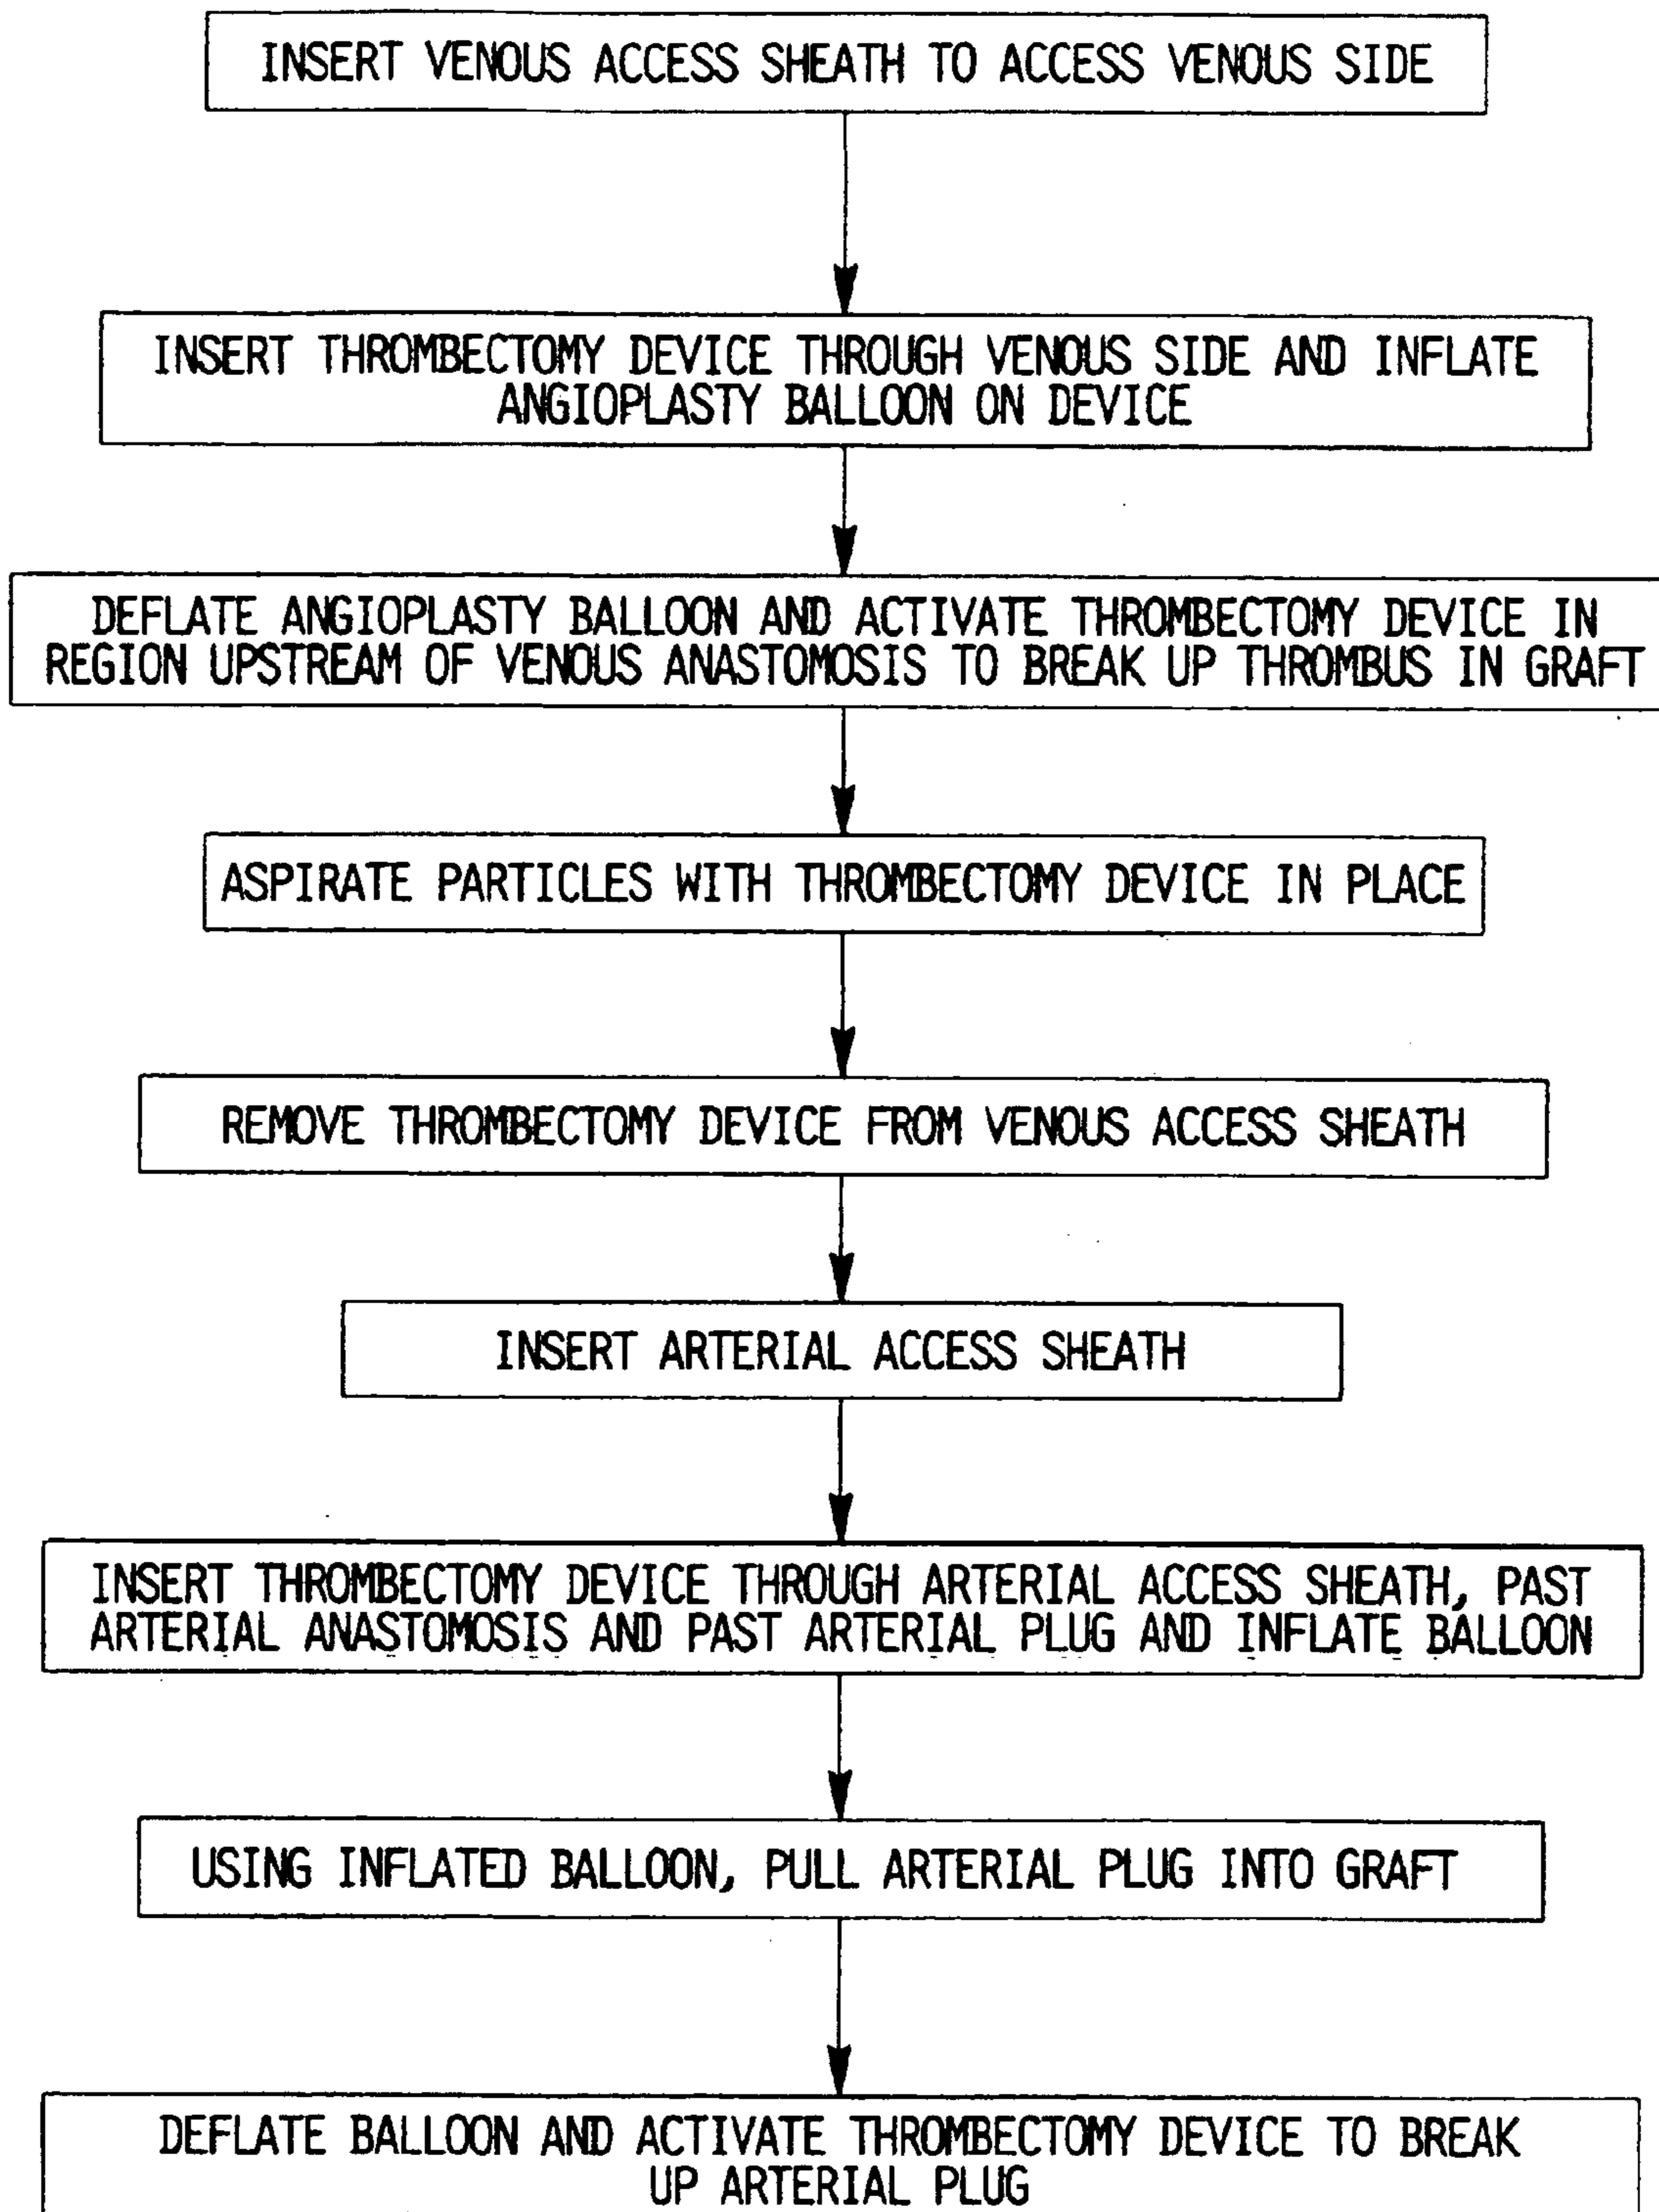 INSERT VENOUS ACCESS SHEATH TO ACCESS VENOUS SIDE
INSERT THROMBECTOMY DEVICE THROUGH VENOUS SIDE AND INFLATE
ANGIOPLASTY BALLOON ON DEVICE
DEFLATE ANGIOPLASTY BALLOON AND ACTIVATE THROMBECTOMY DEVICE IN
REGION UPSTREAM OF VENOUS ANASTOMOSIS TO BREAK UP THROMBUS IN GRAFT
ASPIRATE PARTICLES WITH THROMBECTOMY DEVICE IN PLACE
REMOVE THROMBECTOMY DEVICE FROM VENOUS ACCESS SHEATH
INSERT ARTERIAL ACCESS SHEATH
INSERT THROMBECTOMY DEVICE THROUGH ARTERIAL ACCESS SHEATH, PAST
ARTERIAL ANASTOMOSIS AND PAST ARTERIAL PLUG AND INFLATE BALLOON
USING INFLATED BALLOON, PULL ARTERIAL PLUG INTO GRAFT
DEFLATE BALLOON AND ACTIVATE THROMBECTOMY DEVICE TO BREAK
UP ARTERIAL PLUG